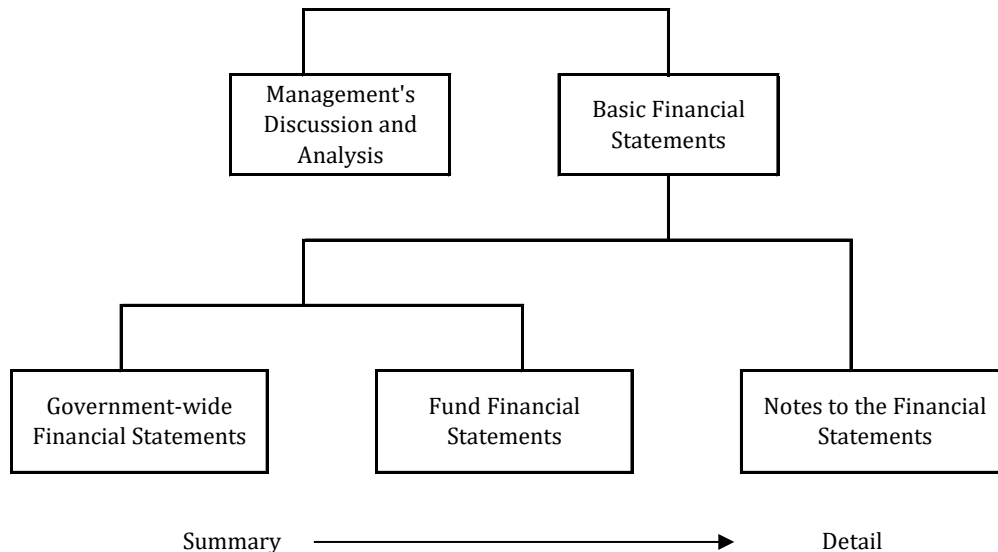 Management's
Discussion and
Analysis
Basic Financial
Statements
Government-wide
Financial Statements
Fund Financial
Statements
Notes to the Financial
Statements
Summary
Detail